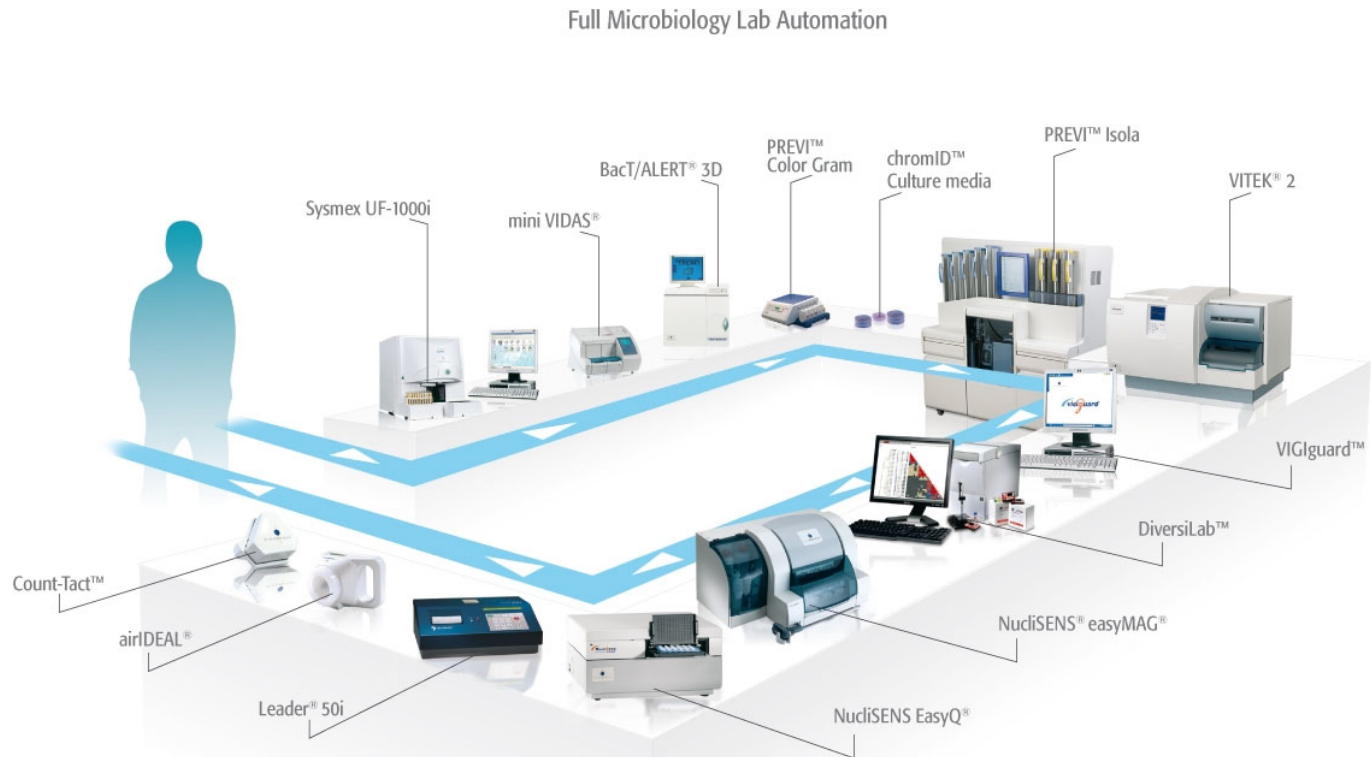 Full Microbiology Lab Automation
PREVI™ Isola
PREVI™
Color Gram
chromID™
Culture media
BacT/ALERT® 3D
VITEK® 2
Sysmex UF-1000i
mini VIDAS®
vigiguard
VIGIguard™
DiversiLab™
Count-Tact™
NucliSENS® easyMAG®
airIDEAL®
Leader® 50i
NucliSENS EasyQ®